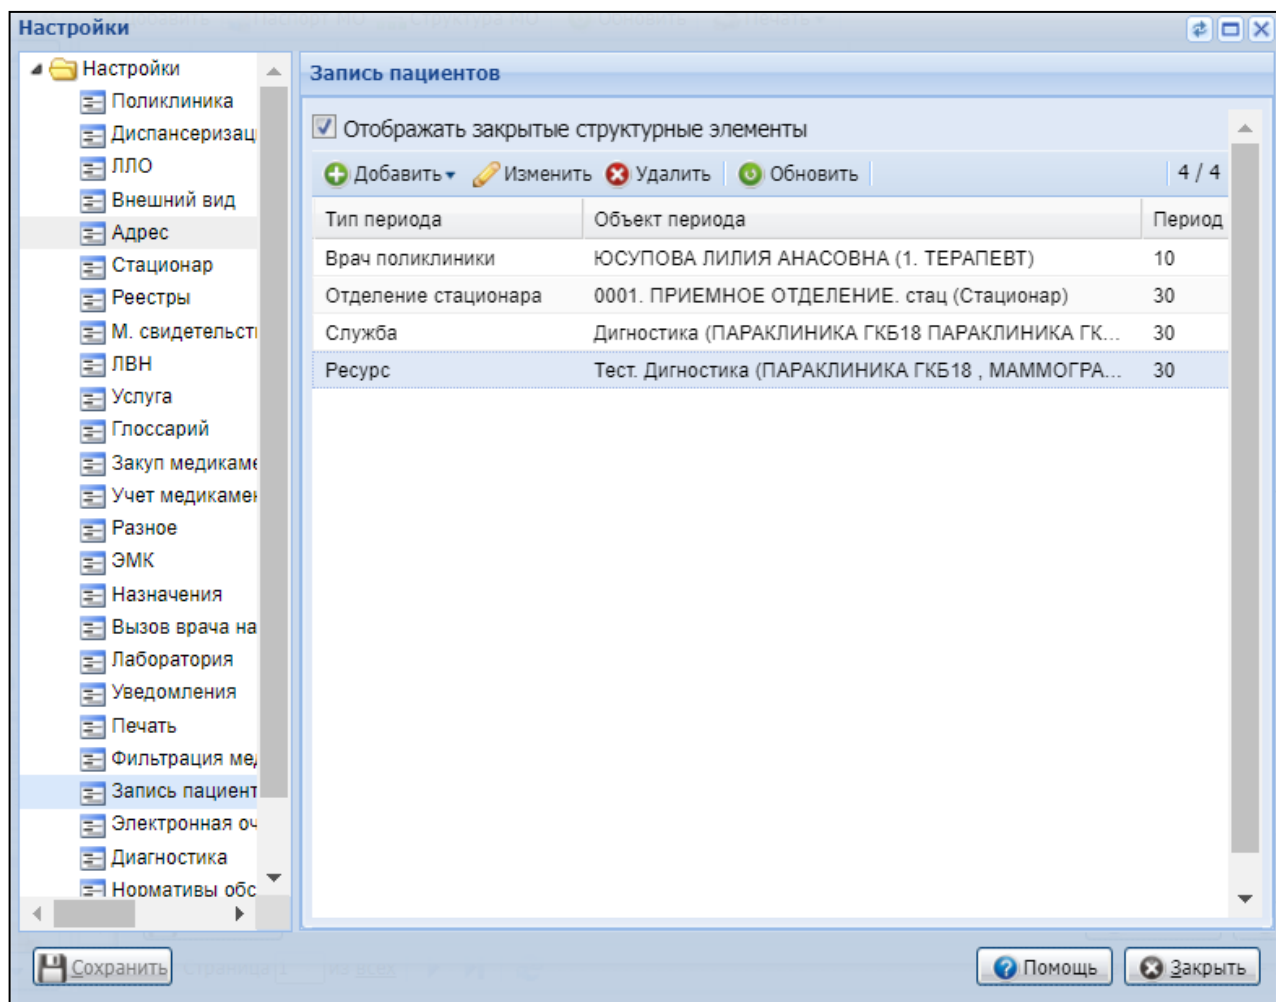 Настройки
Настройки
Поликлиника
Диспансеризац
ЛЛО
Внешний вид
Адрес
Стационар
Реестры
М. свидетельст
ЛВН
Услуга
Глоссарий
Закуп медикаме
Учет медикамен
Разное
ЭМК
Назначения
Вызов врача на
Лаборатория
Уведомления
Печать
Фильтрация мед
Запись пациент
Электронная оч
Диагностика
Нормативы обс
Запись пациентов
Отображать закрытые структурные элементы
Добавить Изменить Удалить Обновить 4 / 4
Тип периода Объект периода Период
Врач поликлиники ЮСУПОВА ЛИЛИЯ АНАСОВНА (1. ТЕРАПЕВТ) 10
Отделение стационара 0001. ПРИЕМНОЕ ОТДЕЛЕНИЕ. стац (Стационар) 30
Служба Дигностика (ПАРАКЛИНИКА ГКБ18 ПАРАКЛИНИКА ГК... 30
Ресурс Тест. Дигностика (ПАРАКЛИНИКА ГКБ18 , МАММОГРА... 30
Сохранить Помощь Закрыть